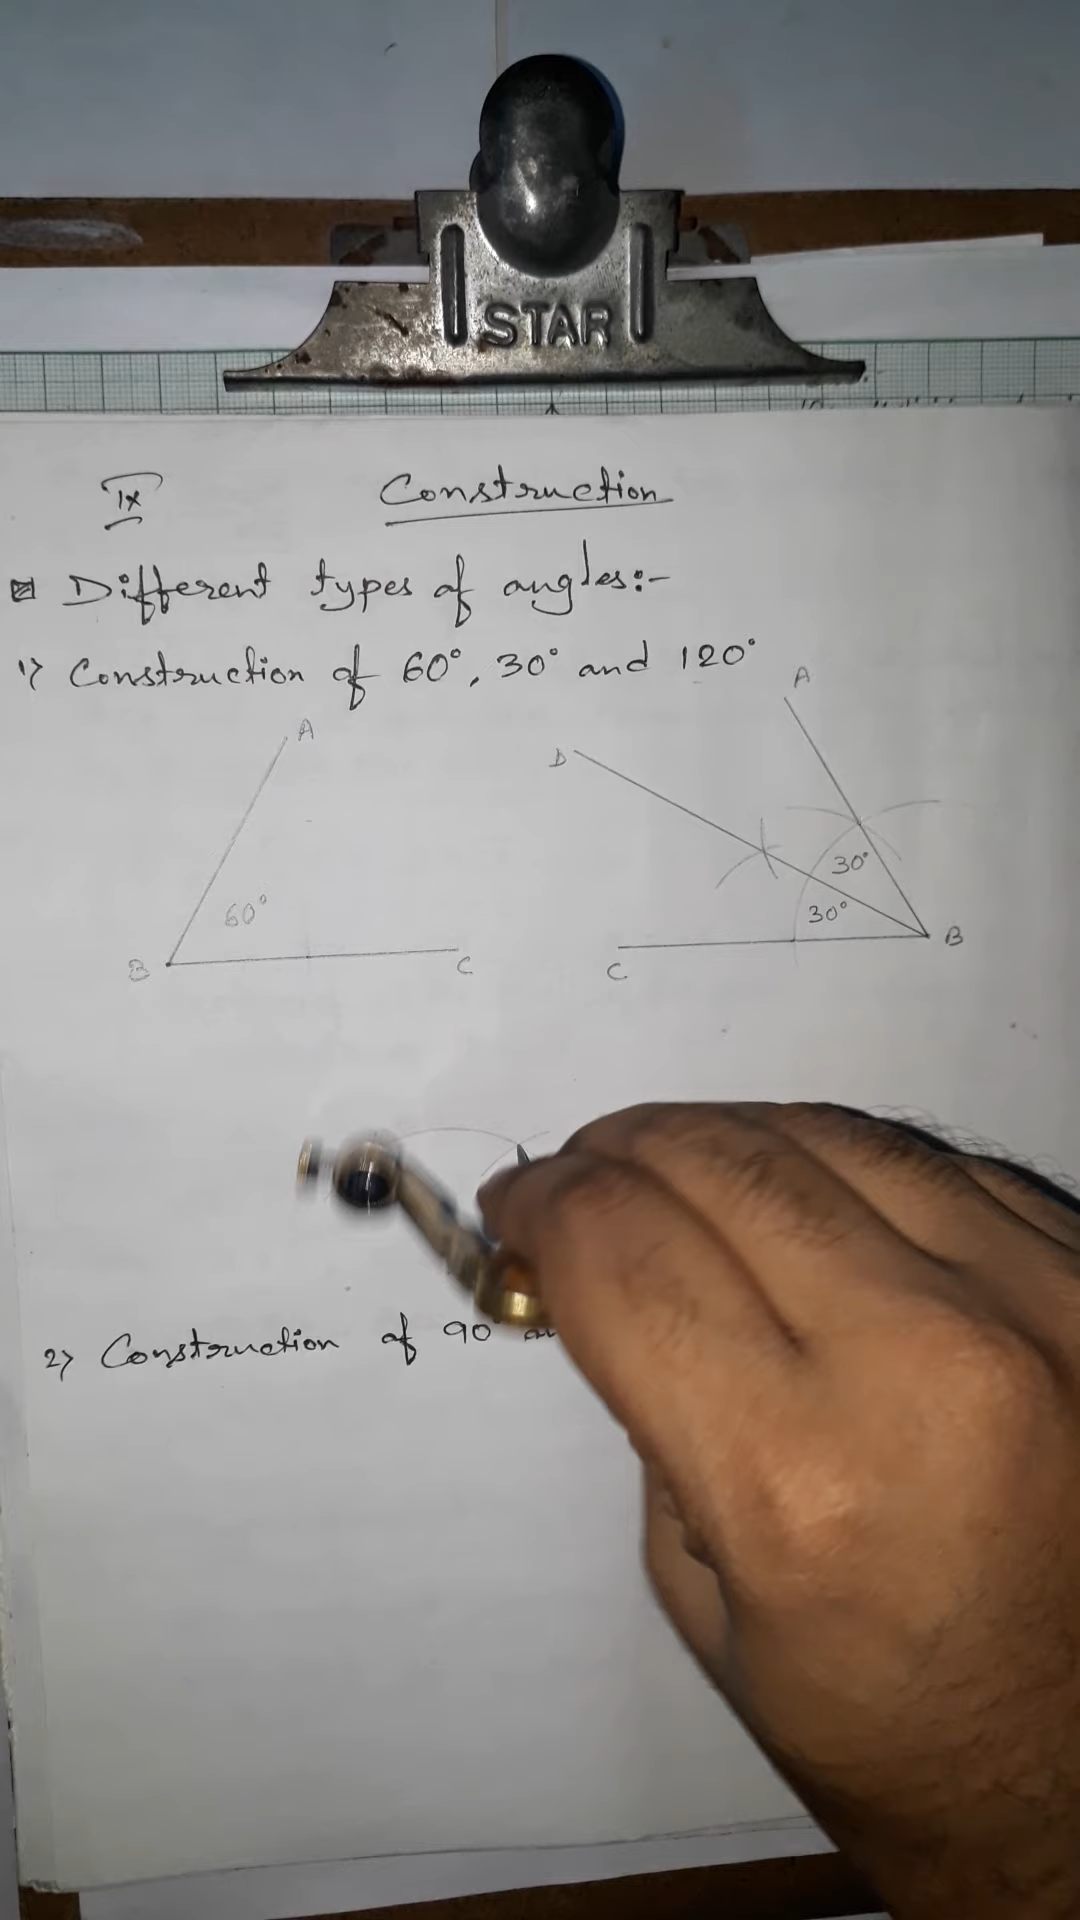 STAR
IX
Construction
Different types of angles:-
1) Construction of 60°, 30° and 120°
A
A
D
60°
30°
30°
B
C
C
B
2) Construction of 90°